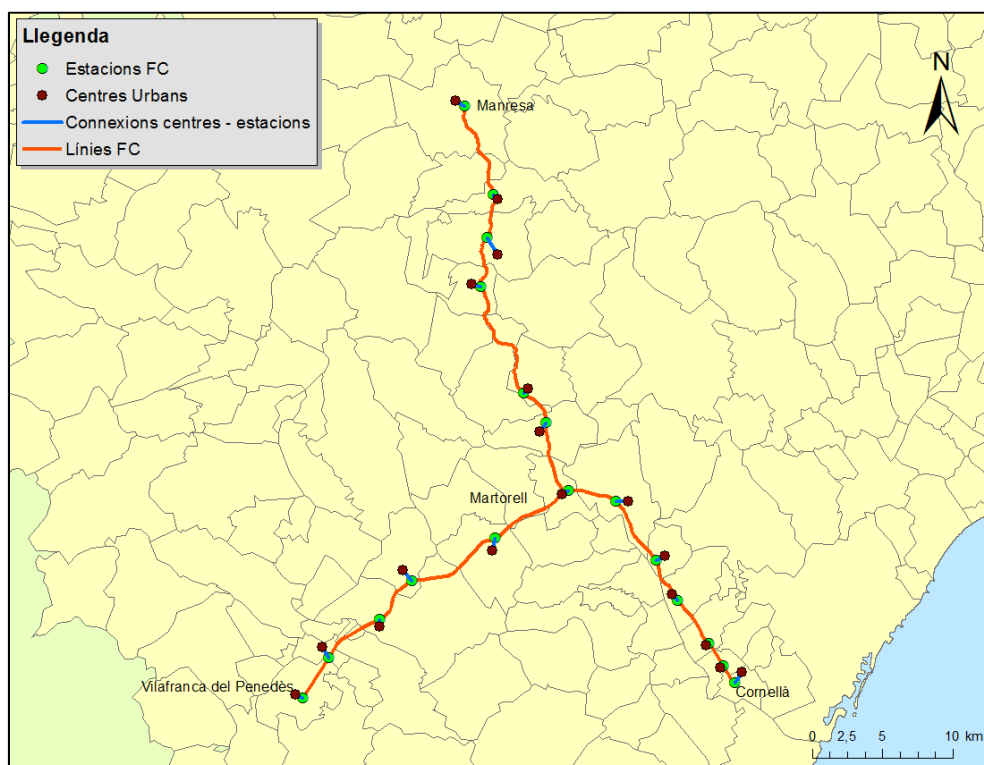 Llegenda
Estacions FC
Centres Urbans
Connexions centres - estacions
Línies FC
N
Manresa
Martorell
Vilafranca del Penedès
Cornellà
0 2,5 5 10 km